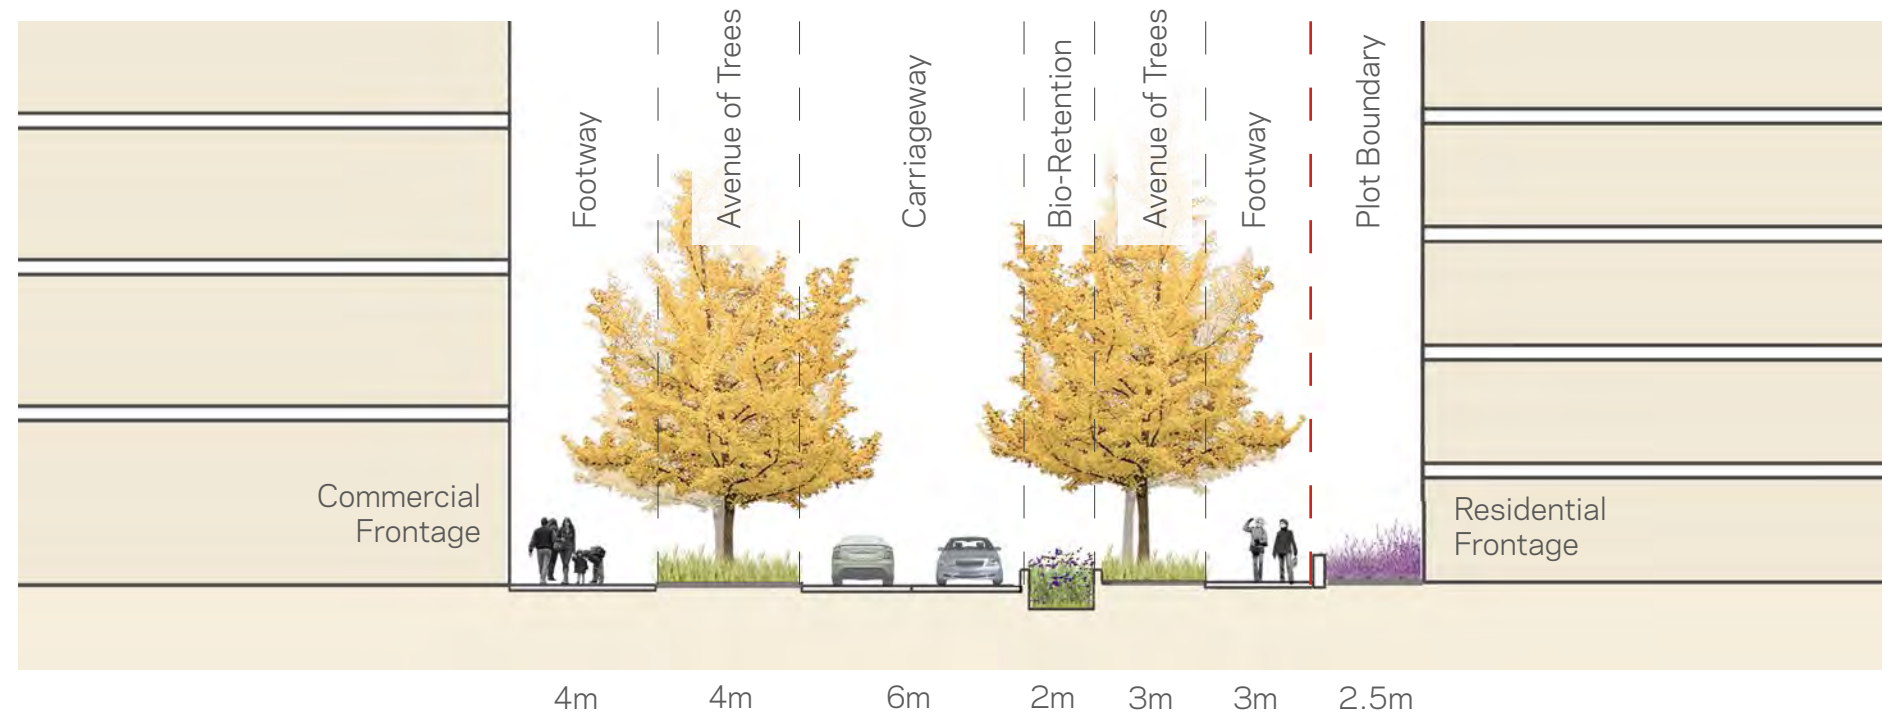 Footway
Avenue of Trees
Carriageway
Bio-Retention
Avenue of Trees
Footway
Plot Boundary
Commercial
Frontage
Residential
Frontage
4m
4m
6m
2m
3m
3m
2.5m